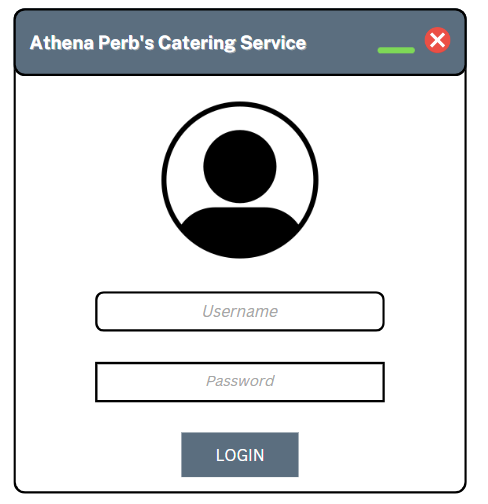 Athena Perb's Catering Service
Username
Password
LOGIN